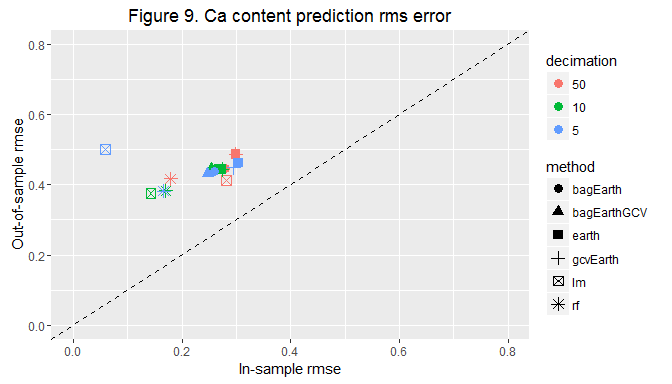 Figure 9. Ca content prediction rms error
0.8
0.6
0.4
0.2
0.0
Out-of-sample rmse
0.0 0.2 0.4 0.6 0.8
In-sample rmse
decimation
50
10
5
method
bagEarth
bagEarthGCV
earth
gcvEarth
lm
rf